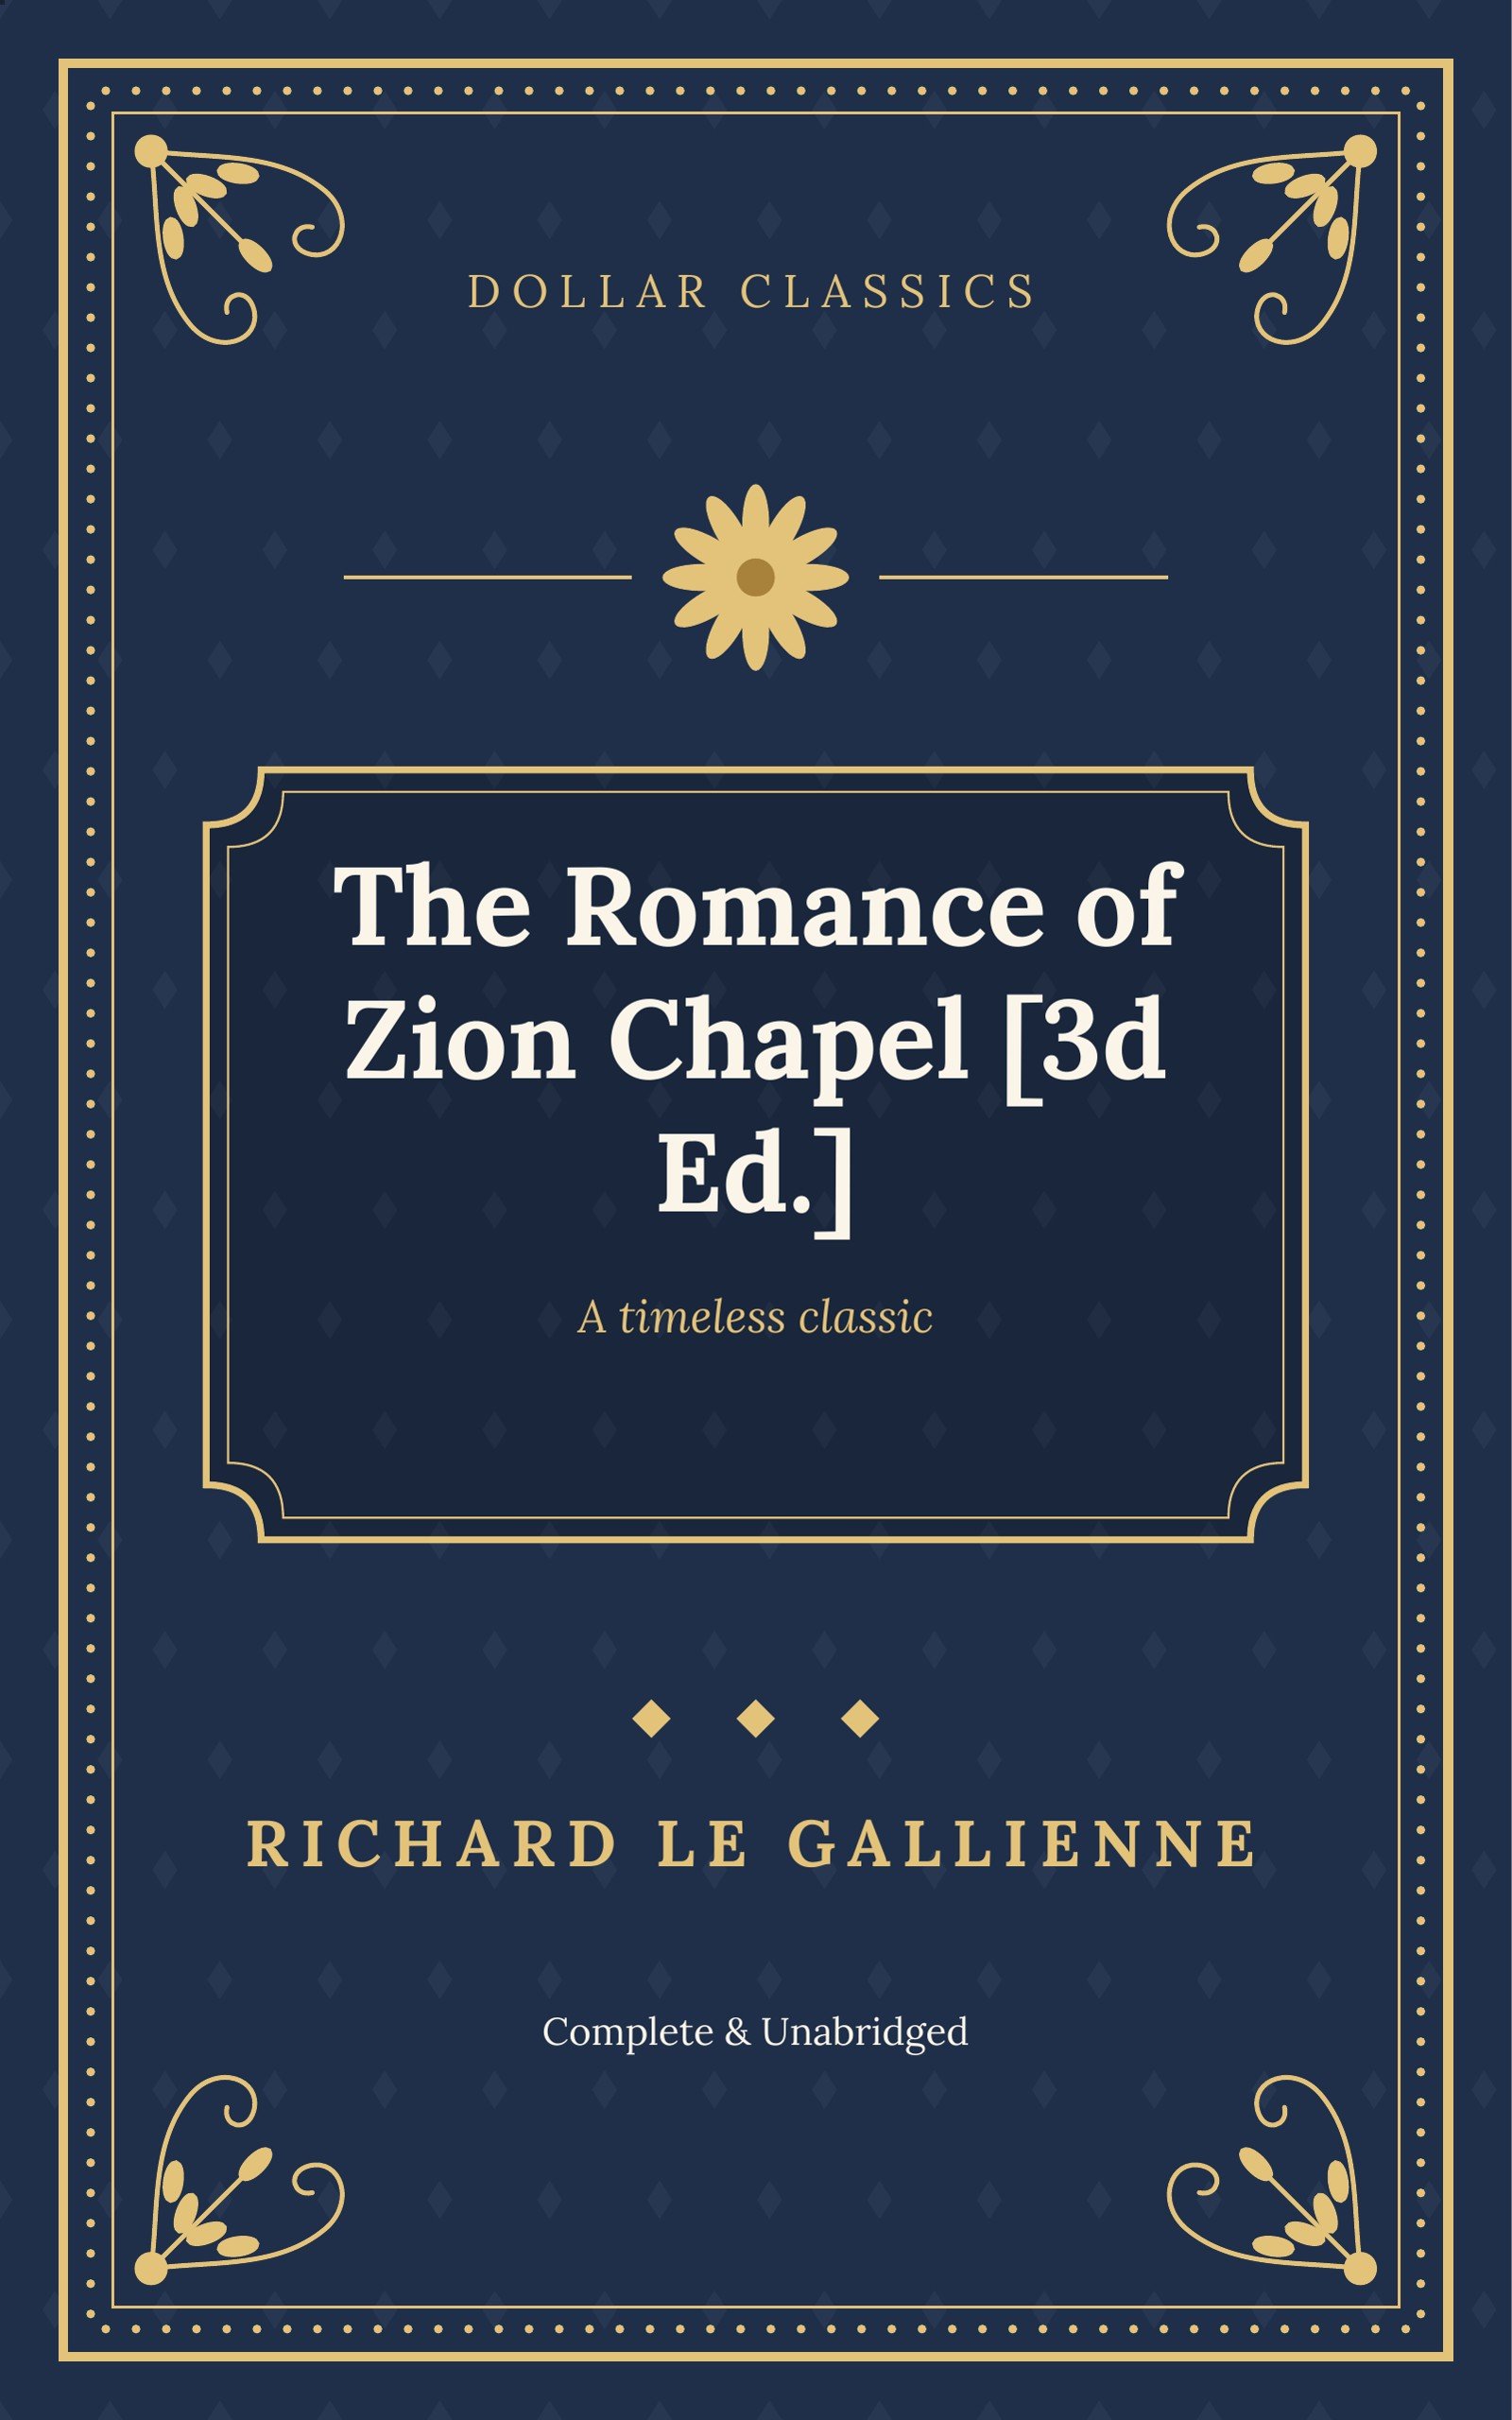 DOLLAR CLASSICS
The Romance of
Zion Chapel [3d
Ed.]
A timeless classic
RICHARD LE GALLIENNE
Complete & Unabridged